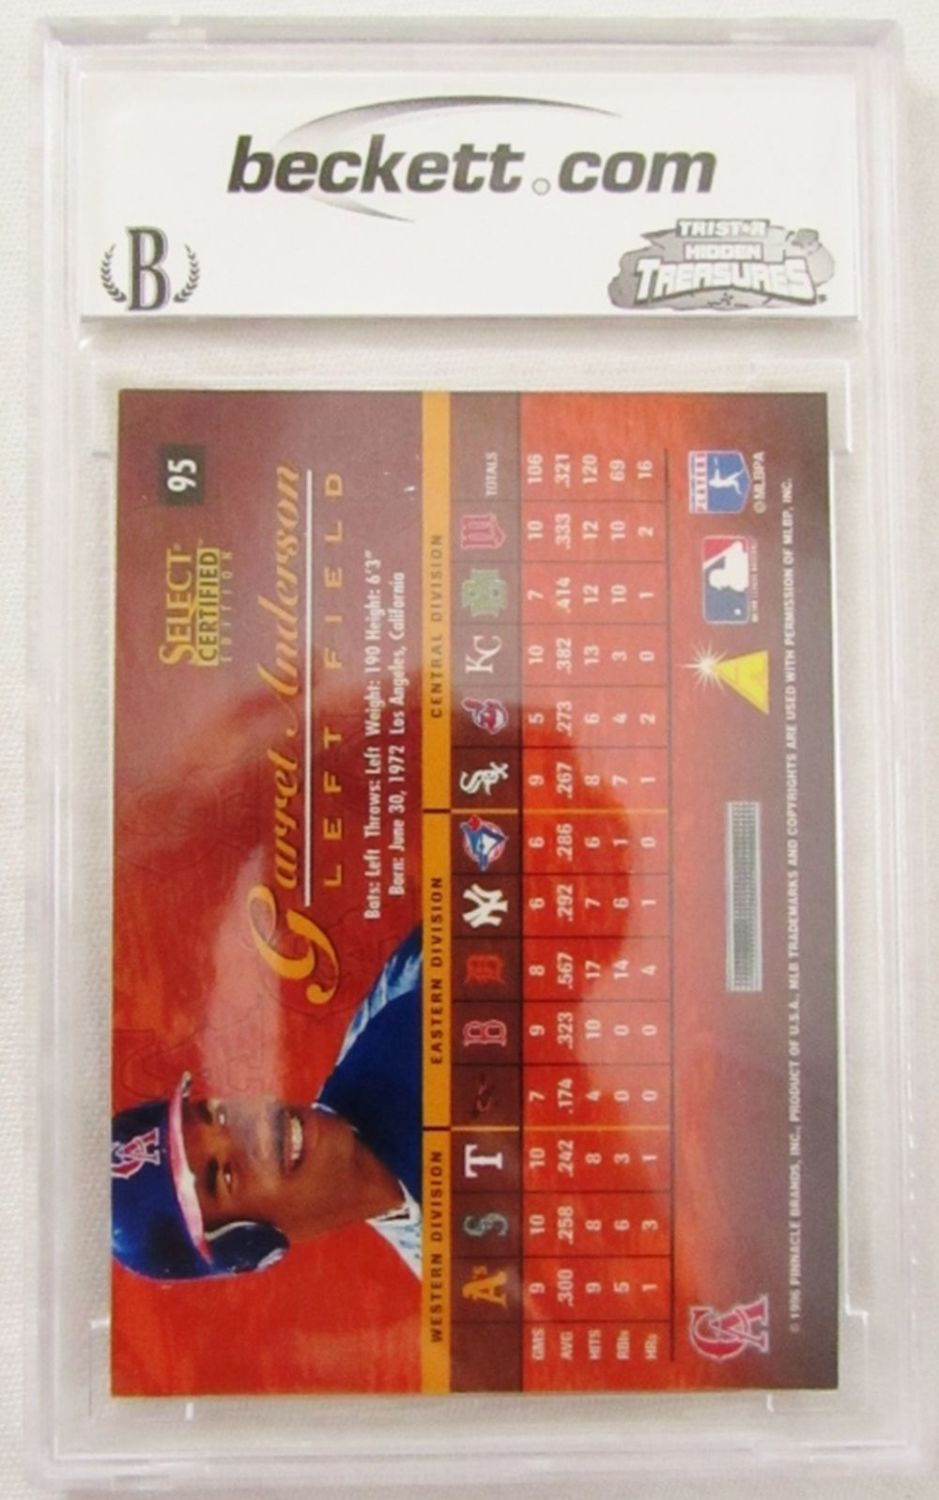 beckett.com
B
TRISTAR
HIDDEN
TREASURES
SELECT
CERTIFIED
EDITION
95
Garret Anderson
LEFT FIELD
Bats: Left Throws: Left Weight: 190 Height: 6'3"
Born: June 30, 1972 Los Angeles, California
WESTERN DIVISION EASTERN DIVISION CENTRAL DIVISION
A's S T B D NY Sox KC M TOTALS
GMS 9 10 10 7 9 8 6 6 9 5 10 7 10 106
AVG .300 .258 .242 .174 .323 .567 .292 .286 .267 .273 .382 .414 .333 .321
HITS 9 8 8 4 10 17 7 6 8 6 13 12 12 120
RBIs 5 6 3 0 0 14 6 1 7 4 3 10 10 69
HRs 1 3 1 0 0 4 1 0 1 2 0 1 2 16
CA
CA
PLAYERS
© MLBPA
© 1996 PINNACLE BRANDS, INC., PRODUCT OF U.S.A. MLB TRADEMARKS AND COPYRIGHTS ARE USED WITH PERMISSION OF MLBP, INC.